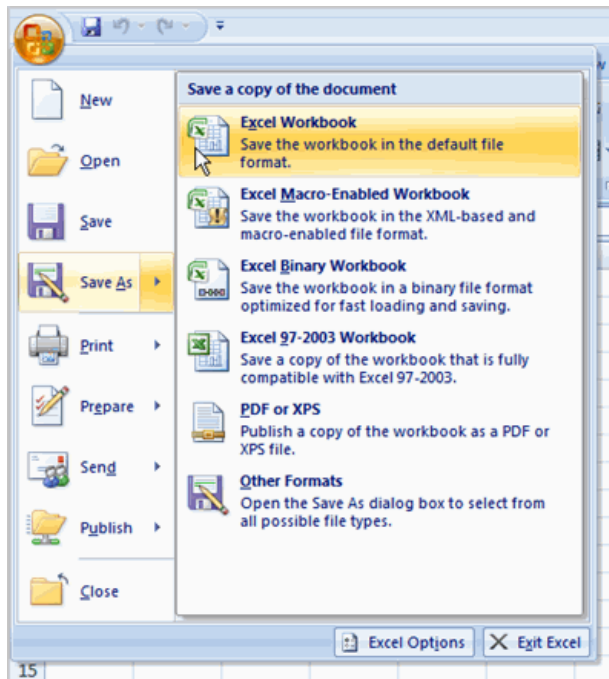 New
Open
Save
Save As
Print
Prepare
Send
Publish
Close
Save a copy of the document
Excel Workbook
Save the workbook in the default file
format.
Excel Macro-Enabled Workbook
Save the workbook in the XML-based and
macro-enabled file format.
Excel Binary Workbook
Save the workbook in a binary file format
optimized for fast loading and saving.
Excel 97-2003 Workbook
Save a copy of the workbook that is fully
compatible with Excel 97-2003.
PDF or XPS
Publish a copy of the workbook as a PDF or
XPS file.
Other Formats
Open the Save As dialog box to select from
all possible file types.
Excel Options
Exit Excel
15